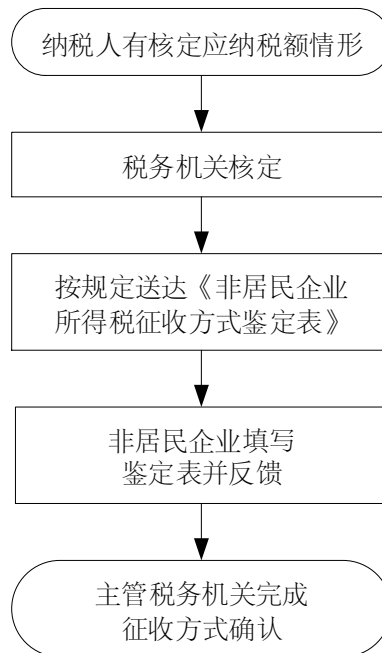 纳税人有核定应纳税额情形
税务机关核定
按规定送达《非居民企业
所得税征收方式鉴定表》
非居民企业填写
鉴定表并反馈
主管税务机关完成
征收方式确认